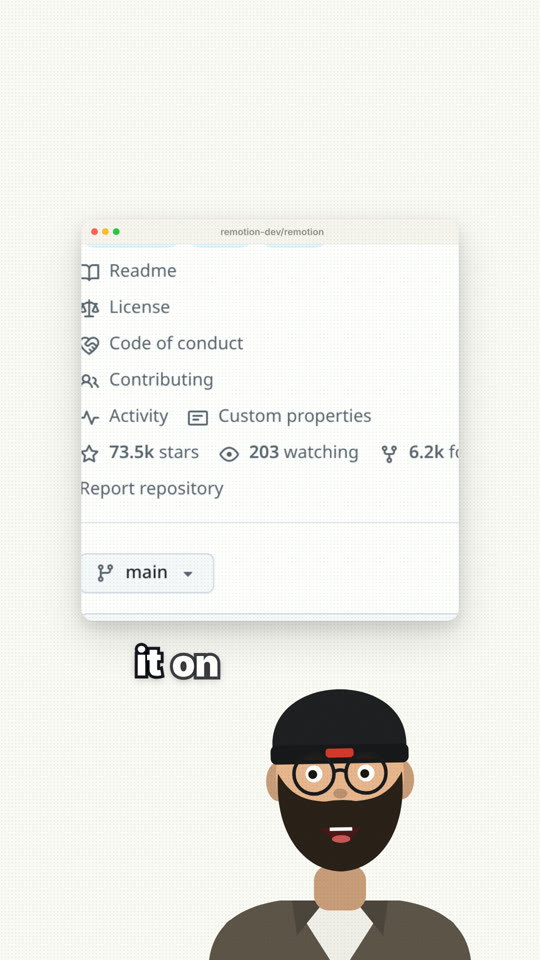 remotion-dev/remotion
Readme
License
Code of conduct
Contributing
Activity Custom properties
73.5k stars 203 watching 6.2k fo
Report repository
main
it on